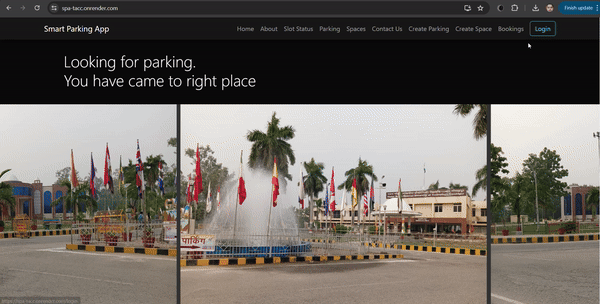 spa-tacc.onrender.com
Finish update
Smart Parking App
Home About Slot Status Parking Spaces Contact Us Create Parking Create Space Bookings Login
Looking for parking.
You have came to right place
पार्किंग